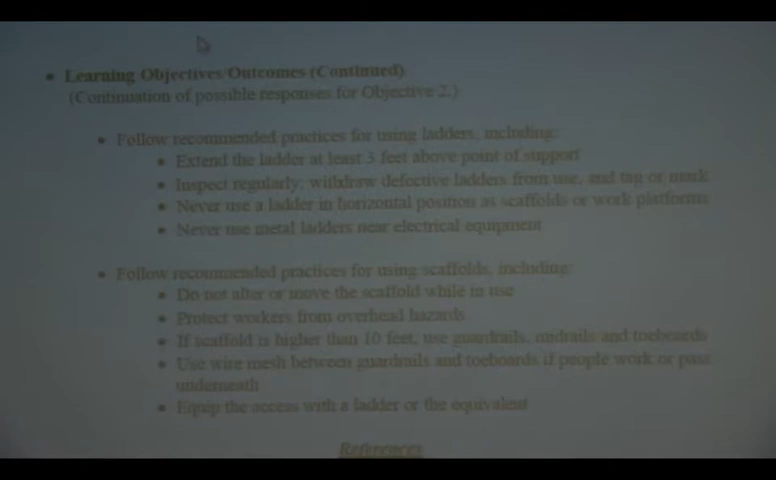 Learning Objectives/Outcomes (Continued)
(Continuation of possible responses for Objective 2.)
Follow recommended practices for using ladders, including:
Extend the ladder at least 3 feet above point of support
Inspect regularly; withdraw defective ladders from use, and tag or mark
Never use a ladder in horizontal position as scaffolds or work platforms
Never use metal ladders near electrical equipment
Follow recommended practices for using scaffolds, including:
Do not alter or move the scaffold while in use
Protect workers from overhead hazards
If scaffold is higher than 10 feet, use guardrails, midrails and toeboards
Use wire mesh between guardrails and toeboards if people work or pass
underneath
Equip the access with a ladder or the equivalent
References